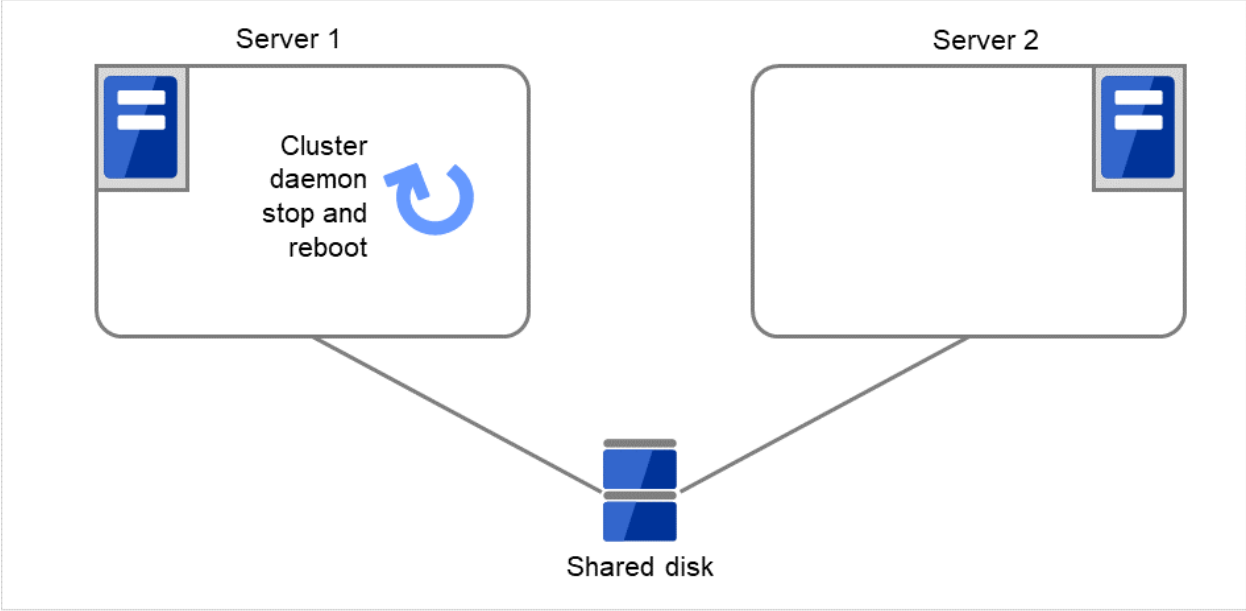 Server 1
Server 2
Cluster
daemon
stop and
reboot
Shared disk